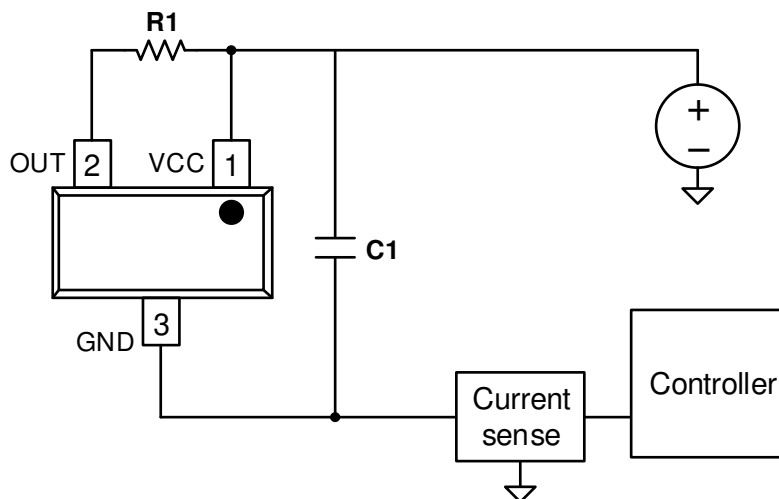 R1
+
−
OUT 2 VCC 1
C1
3
GND
Current
sense
Controller